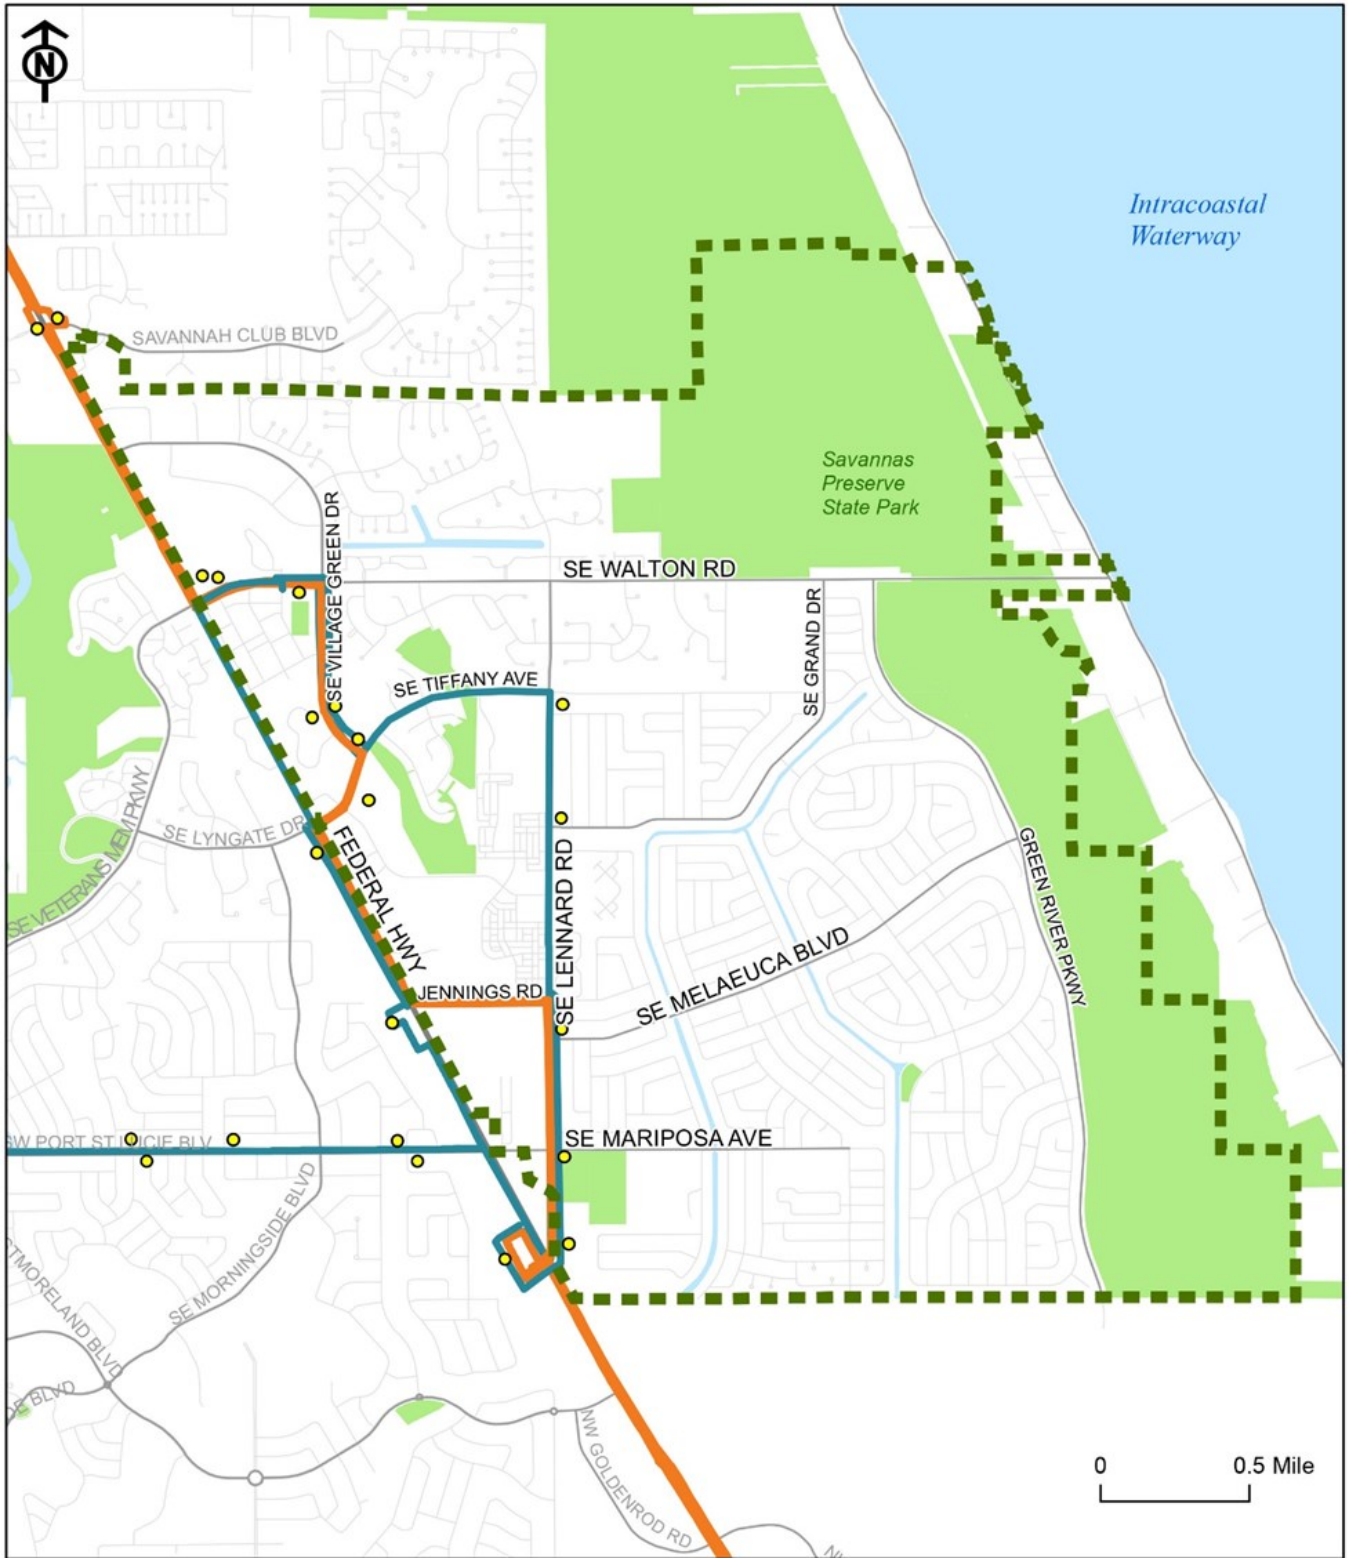 N
Intracoastal
Waterway
SAVANNAH CLUB BLVD
Savannas
Preserve
State Park
SE VILLAGE GREEN DR
SE WALTON RD
SE GRAND DR
SE TIFFANY AVE
SE VETERANS MEM PKWY
SE LYNGATE DR
FEDERAL HWY
SE LENNARD RD
GREEN RIVER PKWY
SE MELAEUCA BLVD
JENNINGS RD
SW PORT ST LUCIE BLV
SE MARIPOSA AVE
SE MORNINGSIDE BLVD
STMORELAND BLVD
DE BLVD
NW GOLDENROD RD
0 0.5 Mile